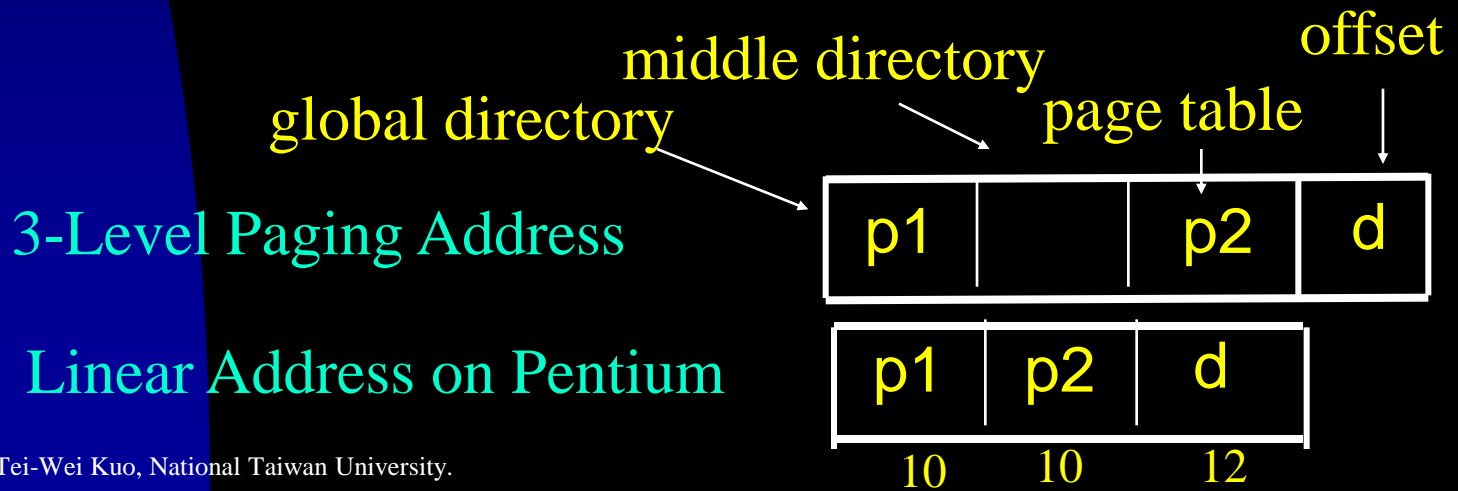 offset
middle directory
global directory
page table
3-Level Paging Address
p1 p2 d
Linear Address on Pentium
p1 p2 d
10 10 12
Tei-Wei Kuo, National Taiwan University.